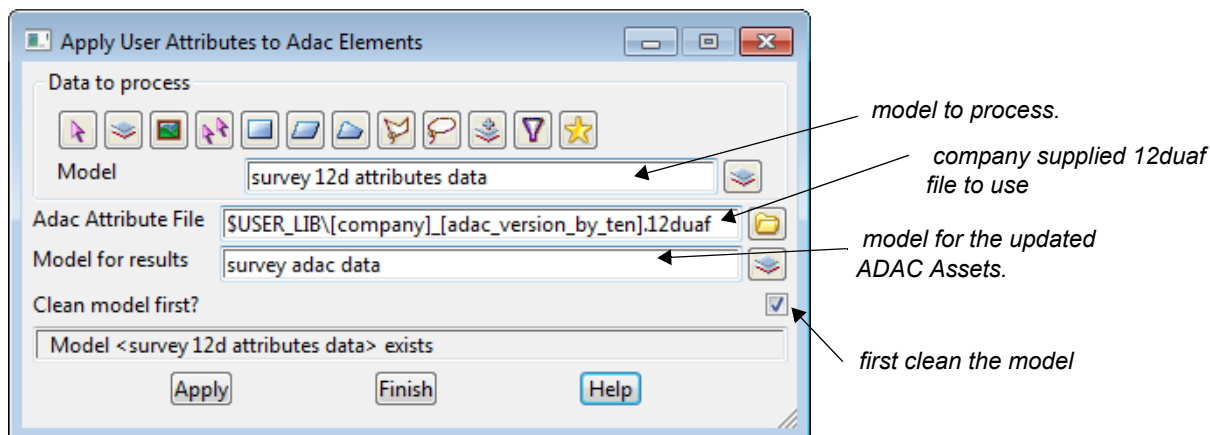 Apply User Attributes to Adac Elements
Data to process
model to process.
Model
survey 12d attributes data
company supplied 12duaf
file to use
Adac Attribute File
$USER_LIB\[company]_[adac_version_by_ten].12duaf
model for the updated
ADAC Assets.
Model for results
survey adac data
Clean model first?
Model <survey 12d attributes data> exists
first clean the model
Apply
Finish
Help